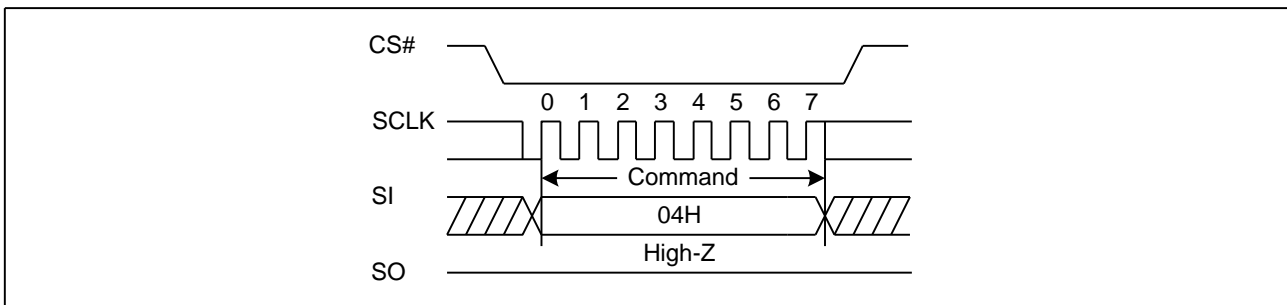 CS#
0 1 2 3 4 5 6 7
SCLK
Command
SI
04H
High-Z
SO